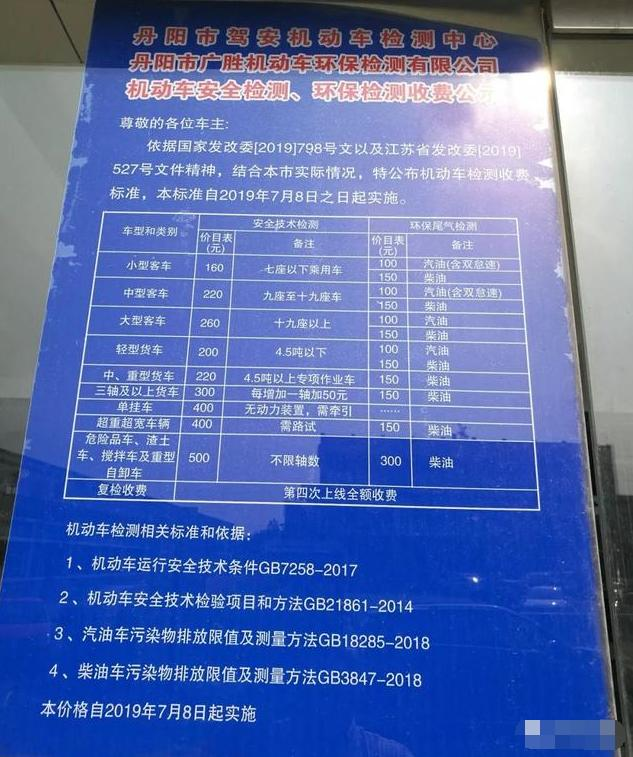 丹阳市驾安机动车检测中心
丹阳市广胜机动车环保检测有限公司
机动车安全检测、环保检测收费公示
尊敬的各位车主:
依据国家发改委[2019]798号文以及江苏省发改委[2019]
527号文件精神，结合本市实际情况，特公布机动车检测收费
标准，本标准自2019年7月8日之日起实施。
车型和类别 安全技术检测 环保尾气检测
价目表(元) 备注 价目表(元) 备注
小型客车 160 七座以下乘用车 100 汽油(含双怠速)
150 柴油
中型客车 220 九座至十九座车 100 汽油(含双怠速)
150 柴油
大型客车 260 十九座以上 100 汽油
150 柴油
轻型货车 200 4.5吨以下 100 汽油
150 柴油
中、重型货车 220 4.5吨以上专项作业车 150 柴油
三轴及以上货车 300 每增加一轴加50元 150 柴油
单挂车 400 无动力装置，需牵引 ……
超重超宽车辆 400 需路试 150 柴油
危险品车、渣土
车、搅拌车及重型 500 不限轴数 300 柴油
自卸车
复检收费 第四次上线全额收费
机动车检测相关标准和依据:
1、机动车运行安全技术条件GB7258-2017
2、机动车安全技术检验项目和方法GB21861-2014
3、汽油车污染物排放限值及测量方法GB18285-2018
4、柴油车污染物排放限值及测量方法GB3847-2018
本价格自2019年7月8日起实施